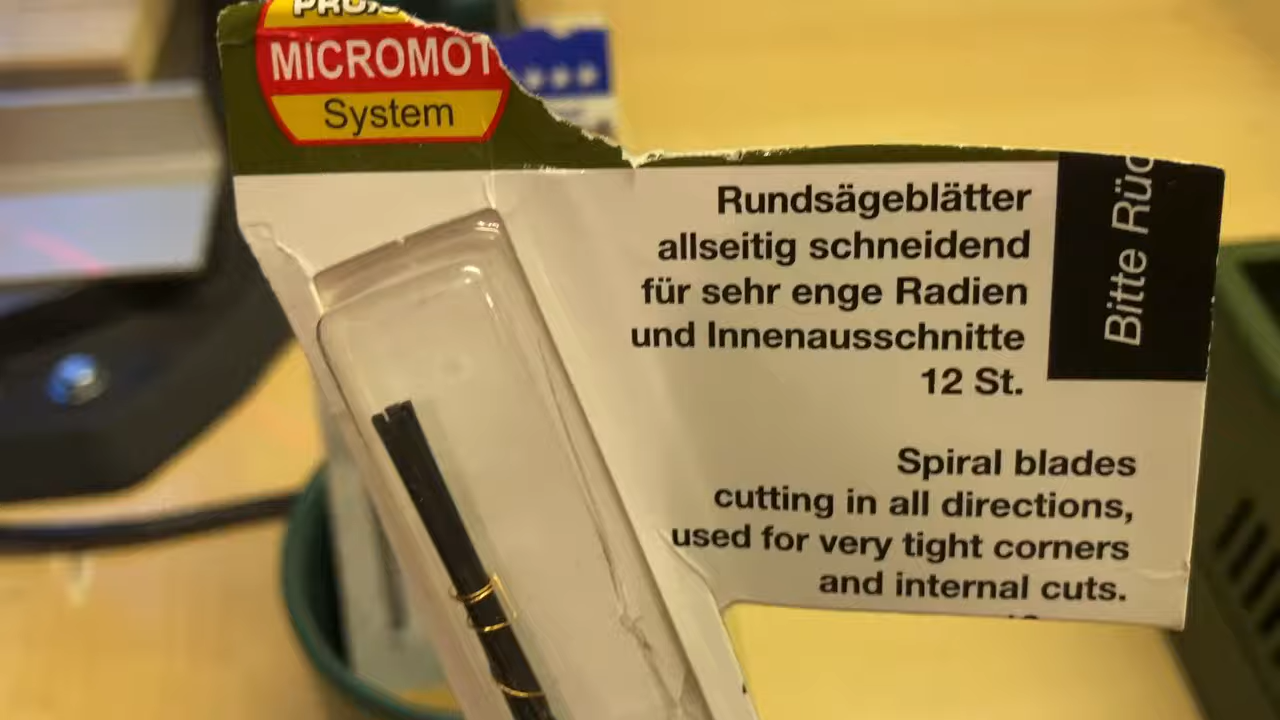 MICROMOT
System
Rundsägeblätter
allseitig schneidend
für sehr enge Radien
und Innenausschnitte
12 St.
Bitte
Spiral blades
cutting in all directions,
used for very tight corners
and internal cuts.